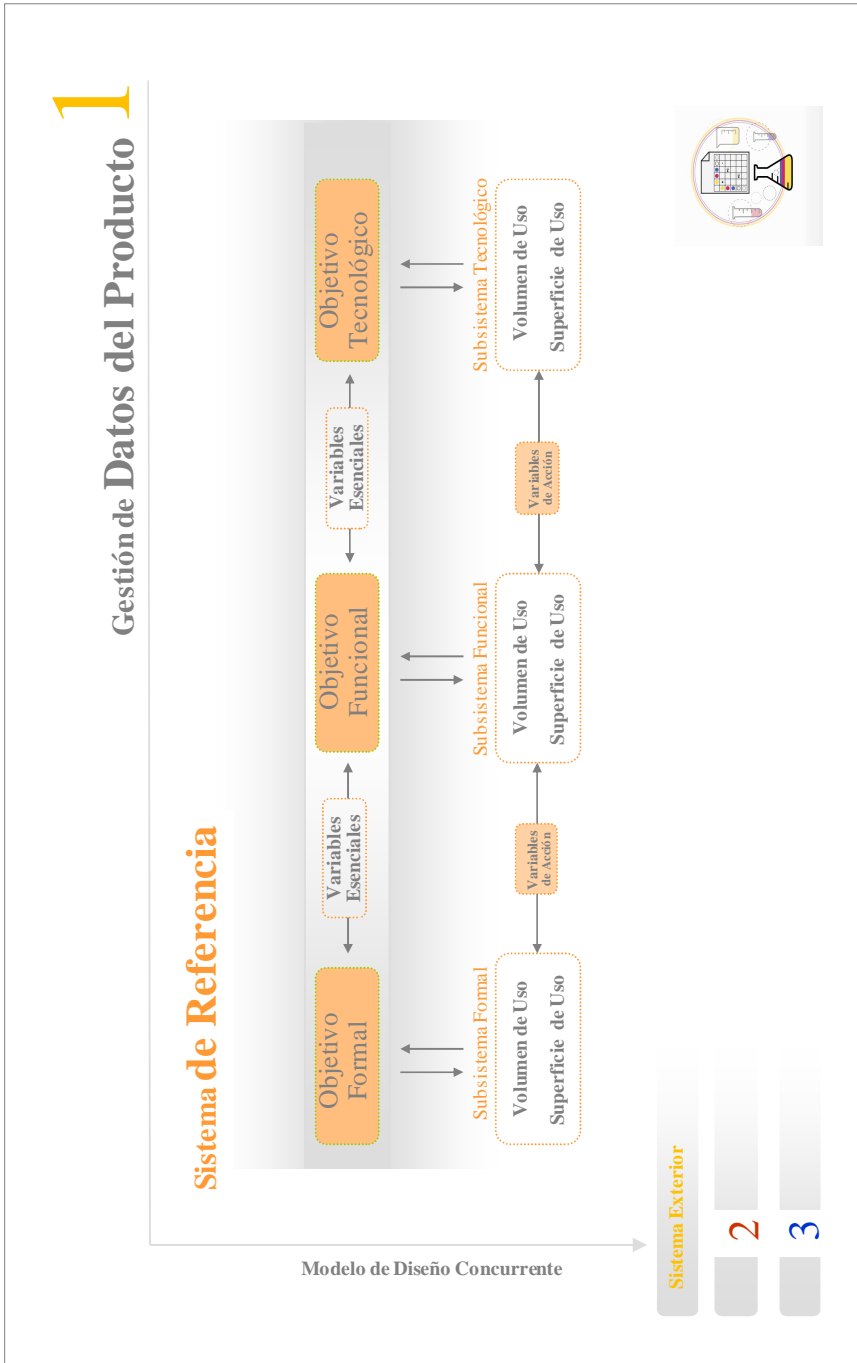 Gestión de Datos del Producto 1
Sistema de Referencia
Objetivo
Formal
Variables
Esenciales
Objetivo
Funcional
Variables
Esenciales
Objetivo
Tecnológico
Subsistema Formal
Volumen de Uso
Superficie de Uso
Variables
de Acción
Subsistema Funcional
Volumen de Uso
Superficie de Uso
Variables
de Acción
Subsistema Tecnológico
Volumen de Uso
Superficie de Uso
Modelo de Diseño Concurrente
Sistema Exterior
2
3